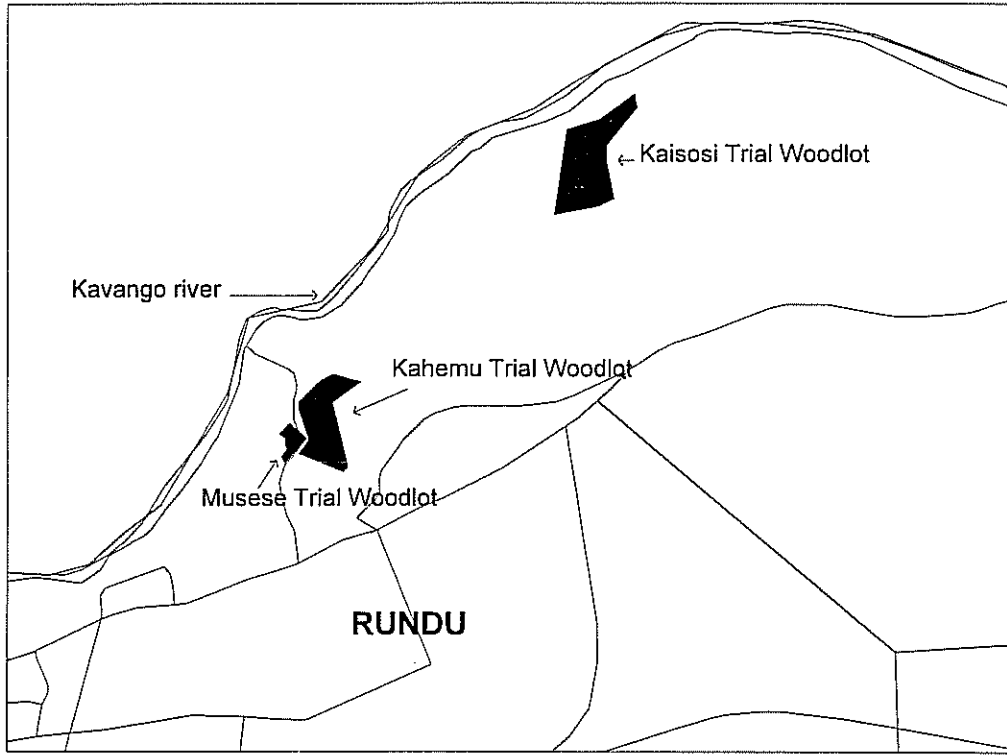 Kaisosi Trial Woodlot
Kavango river
Kahemu Trial Woodlot
Musese Trial Woodlot
RUNDU